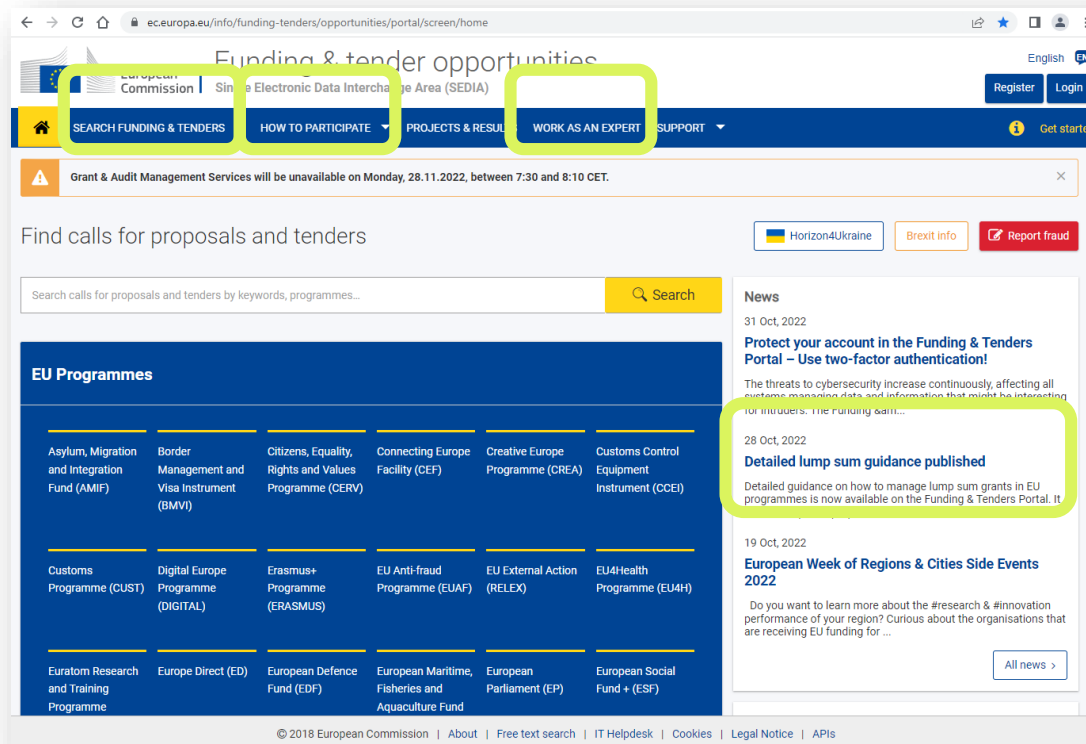 ec.europa.eu/info/funding-tenders/opportunities/portal/screen/home
Funding & tender opportunities
English EN
European
Commission
Single Electronic Data Interchange Area (SEDIA)
Register Login
SEARCH FUNDING & TENDERS HOW TO PARTICIPATE PROJECTS & RESULTS WORK AS AN EXPERT SUPPORT Get starte
Grant & Audit Management Services will be unavailable on Monday, 28.11.2022, between 7:30 and 8:10 CET.
Find calls for proposals and tenders
Horizon4Ukraine
Brexit info
Report fraud
Search calls for proposals and tenders by keywords, programmes...
Search
EU Programmes
Asylum, Migration
and Integration
Fund (AMIF)
Border
Management and
Visa Instrument
(BMVI)
Citizens, Equality,
Rights and Values
Programme (CERV)
Connecting Europe
Facility (CEF)
Creative Europe
Programme (CREA)
Customs Control
Equipment
Instrument (CCEI)
Customs
Programme (CUST)
Digital Europe
Programme
(DIGITAL)
Erasmus+
Programme
(ERASMUS)
EU Anti-fraud
Programme (EUAF)
EU External Action
(RELEX)
EU4Health
Programme (EU4H)
Euratom Research
and Training
Programme
Europe Direct (ED)
European Defence
Fund (EDF)
European Maritime,
Fisheries and
Aquaculture Fund
European
Parliament (EP)
European Social
Fund + (ESF)
News
31 Oct, 2022
Protect your account in the Funding & Tenders
Portal – Use two-factor authentication!
The threats to cybersecurity increase continuously, affecting all
systems managing data and information that might be interesting
for intruders. The Funding &am...
28 Oct, 2022
Detailed lump sum guidance published
Detailed guidance on how to manage lump sum grants in EU
programmes is now available on the Funding & Tenders Portal. It
19 Oct, 2022
European Week of Regions & Cities Side Events
2022
Do you want to learn more about the #research & #innovation
performance of your region? Curious about the organisations that
are receiving EU funding for ...
All news >
© 2018 European Commission | About | Free text search | IT Helpdesk | Cookies | Legal Notice | APIs